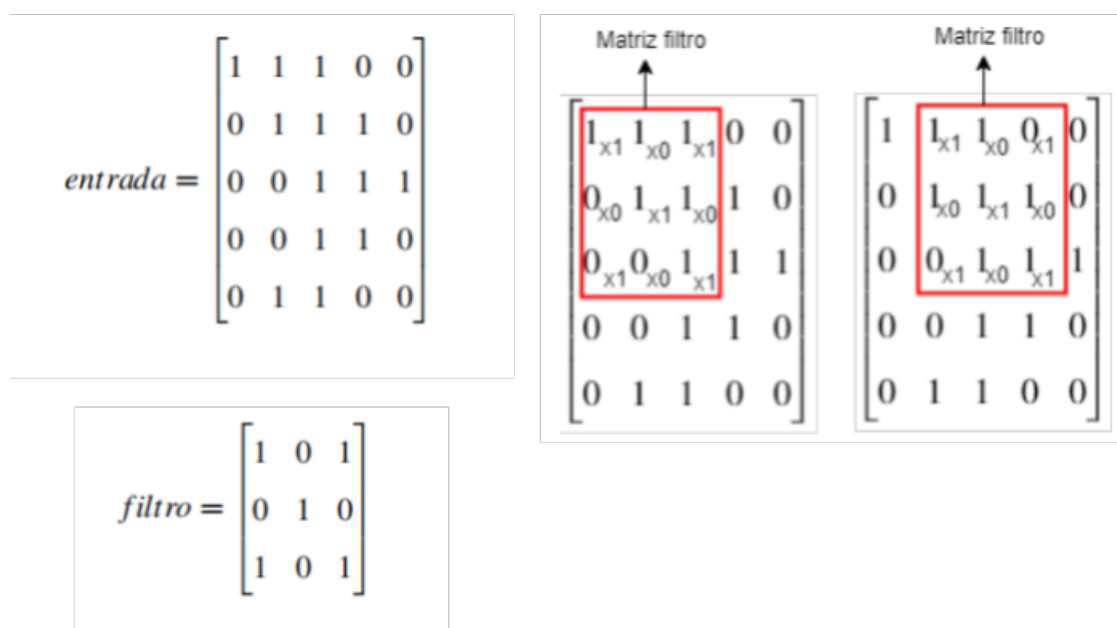 1 1 1 0 0
0 1 1 1 0
entrada = 0 0 1 1 1
0 0 1 1 0
0 1 1 0 0
filtro = 1 0 1
0 1 0
1 0 1
Matriz filtro
1x1 1x0 1x1 0 0
0x0 1x1 1x0 1 0
0x1 0x0 1x1 1 1
0 0 1 1 0
0 1 1 0 0
Matriz filtro
1 1x1 1x0 0x1 0
0 1x0 1x1 1x0 0
0 0x1 1x0 1x1 1
0 0 1 1 0
0 1 1 0 0